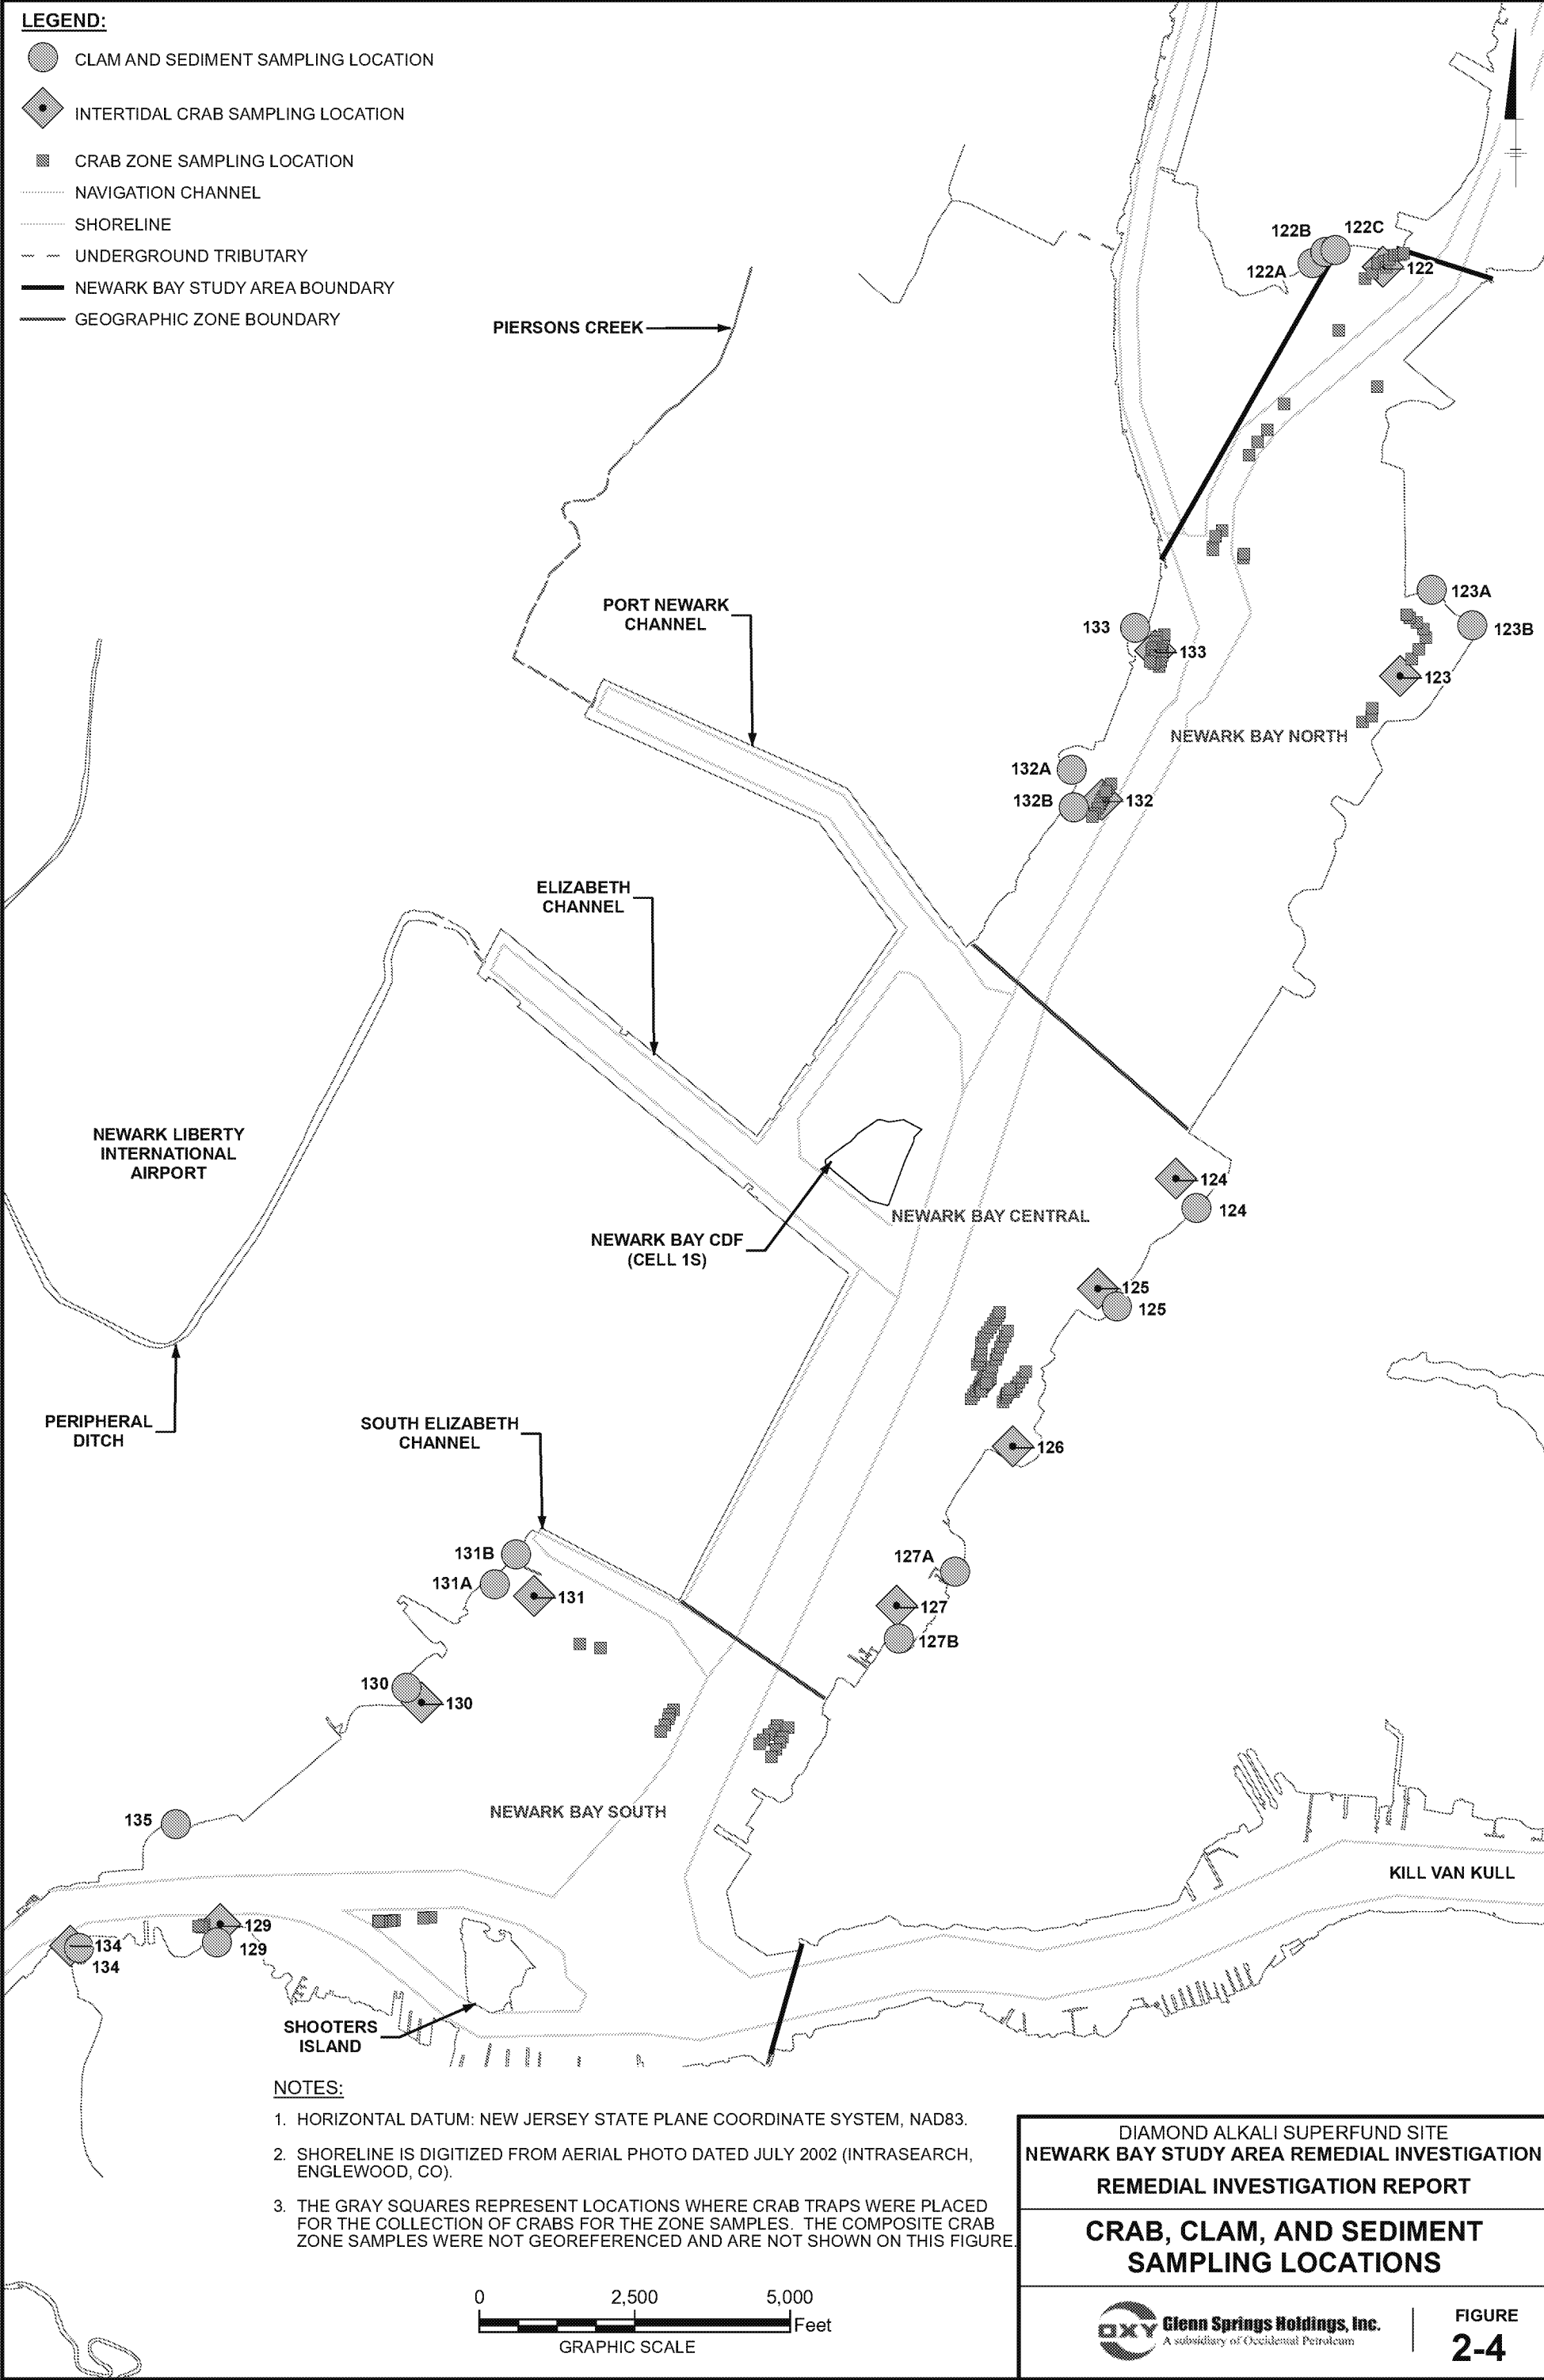 LEGEND:
CLAM AND SEDIMENT SAMPLING LOCATION
INTERTIDAL CRAB SAMPLING LOCATION
CRAB ZONE SAMPLING LOCATION
NAVIGATION CHANNEL
SHORELINE
UNDERGROUND TRIBUTARY
NEWARK BAY STUDY AREA BOUNDARY
GEOGRAPHIC ZONE BOUNDARY
122B
122C
122A
122
PIERSONS CREEK
PORT NEWARK
CHANNEL
123A
123B
133
133
123
NEWARK BAY NORTH
132A
132B
132
ELIZABETH
CHANNEL
NEWARK LIBERTY
INTERNATIONAL
AIRPORT
124
124
NEWARK BAY CENTRAL
NEWARK BAY CDF
(CELL 1S)
125
125
PERIPHERAL
DITCH
SOUTH ELIZABETH
CHANNEL
126
131B
131A
131
127A
127
127B
130
130
135
NEWARK BAY SOUTH
KILL VAN KULL
129
129
134
134
SHOOTERS
ISLAND
NOTES:
1. HORIZONTAL DATUM: NEW JERSEY STATE PLANE COORDINATE SYSTEM, NAD83.
2. SHORELINE IS DIGITIZED FROM AERIAL PHOTO DATED JULY 2002 (INTRASEARCH,
ENGLEWOOD, CO).
3. THE GRAY SQUARES REPRESENT LOCATIONS WHERE CRAB TRAPS WERE PLACED
FOR THE COLLECTION OF CRABS FOR THE ZONE SAMPLES. THE COMPOSITE CRAB
ZONE SAMPLES WERE NOT GEOREFERENCED AND ARE NOT SHOWN ON THIS FIGURE.
0 2,500 5,000
Feet
GRAPHIC SCALE
DIAMOND ALKALI SUPERFUND SITE
NEWARK BAY STUDY AREA REMEDIAL INVESTIGATION
REMEDIAL INVESTIGATION REPORT
CRAB, CLAM, AND SEDIMENT
SAMPLING LOCATIONS
OXY
Glenn Springs Holdings, Inc.
A subsidiary of Occidental Petroleum
FIGURE
2-4